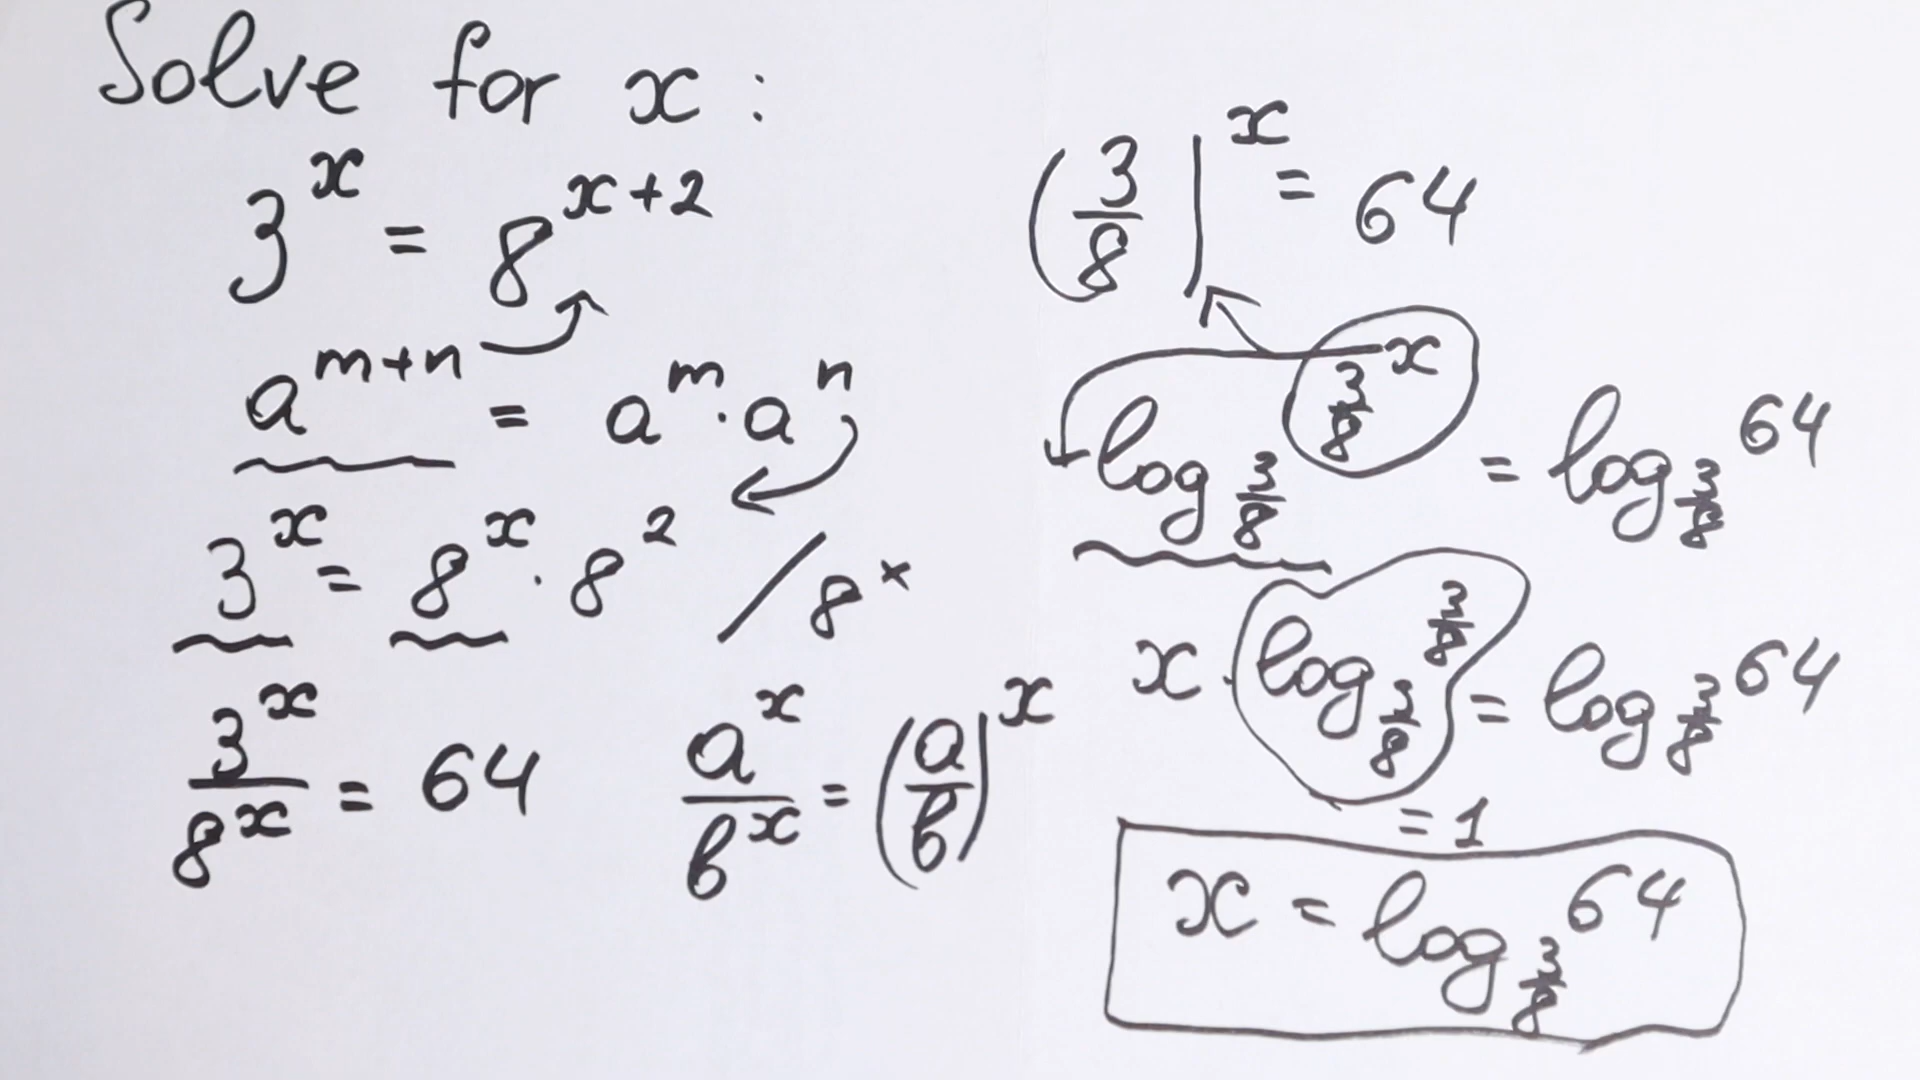 Solve for x:
3^x = 8^{x+2}
a^{m+n} = a^m · a^n
3^x = 8^x · 8^2 / 8^x
3^x/8^x = 64
a^x/b^x = (a/b)^x
(3/8)^x = 64
log_{3/8} (3/8)^x = log_{3/8} 64
x · log_{3/8} 3/8 = log_{3/8} 64
= 1
x = log_{3/8} 64